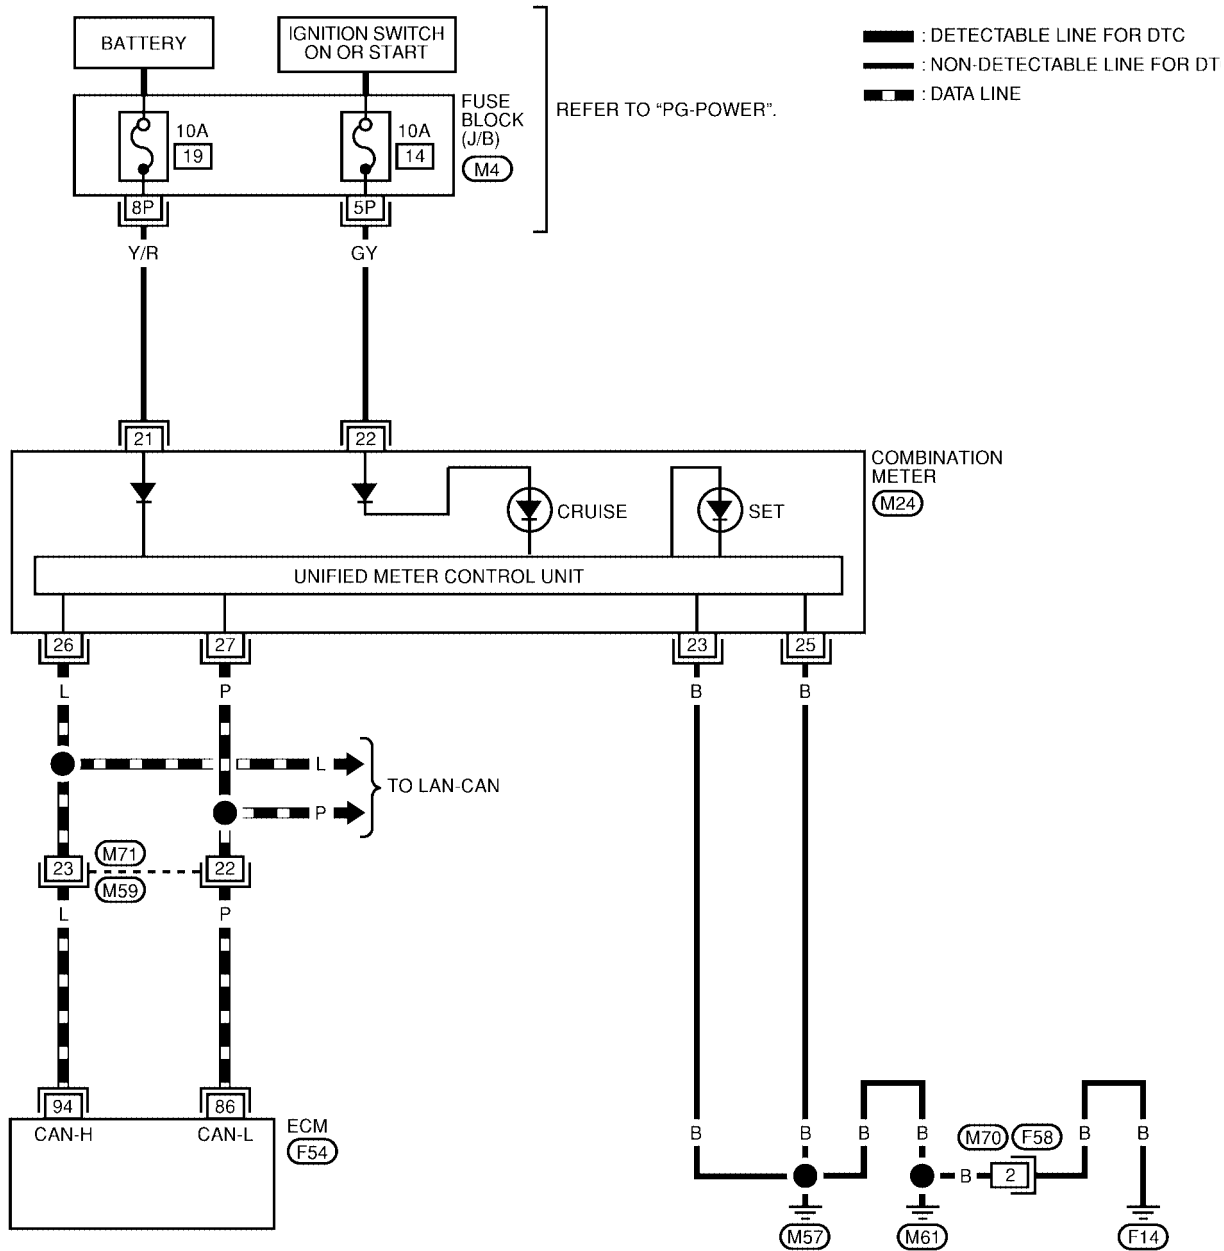 BATTERY
IGNITION SWITCH
ON OR START
: DETECTABLE LINE FOR DTC
: NON-DETECTABLE LINE FOR DT
: DATA LINE
REFER TO “PG-POWER”.
FUSE
BLOCK
(J/B)
M4
10A
19
10A
14
8P
5P
Y/R
GY
21
22
COMBINATION
METER
M24
CRUISE
SET
UNIFIED METER CONTROL UNIT
26
27
23
25
L
P
B
B
L
P
TO LAN-CAN
23
M71
M59
22
L
P
94
86
CAN-H
CAN-L
ECM
F54
B
B
B
B
M70
F58
B
B
B
2
M57
M61
F14